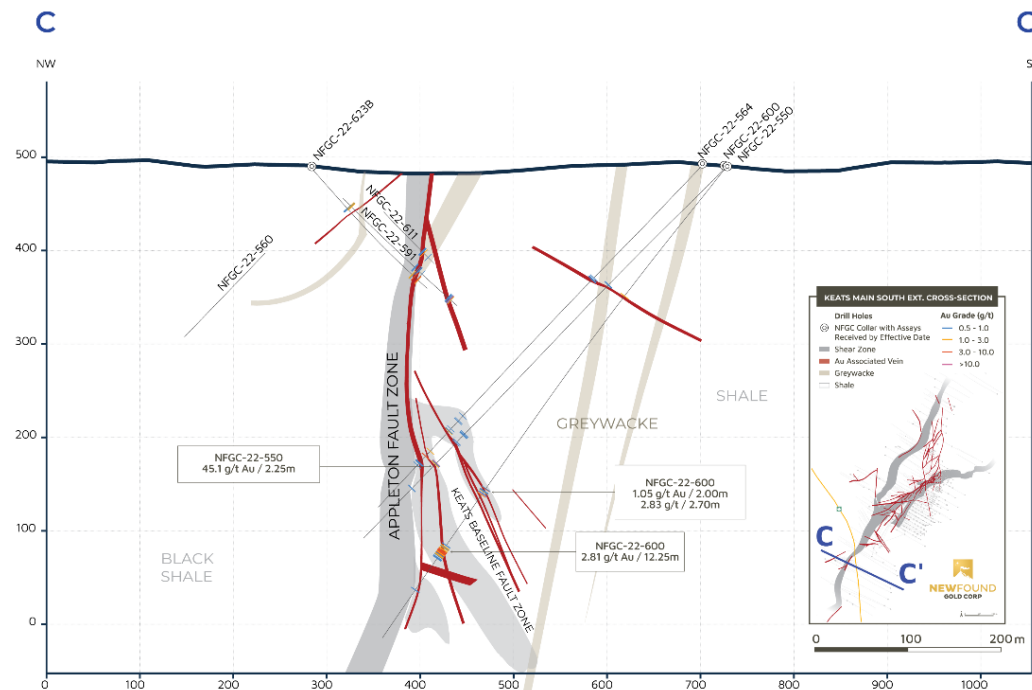 C
C
NW
S
NFGC-22-623B
NFGC-22-564
NFGC-22-600
NFGC-22-550
500
400
300
200
100
0
NFGC-22-611
NFGC-22-591
NFGC-22-560
APPLETON FAULT ZONE
KEATS BASELINE FAULT ZONE
GREYWACKE
SHALE
BLACK
SHALE
NFGC-22-550
45.1 g/t Au / 2.25m
NFGC-22-600
1.05 g/t Au / 2.00m
2.83 g/t / 2.70m
NFGC-22-600
2.81 g/t Au / 12.25m
KEATS MAIN SOUTH EXT. CROSS-SECTION
Drill Holes
NFGC Collar with Assays
Received by Effective Date
Shear Zone
Au Associated Vein
Greywacke
Shale
Au Grade (g/t)
0.5 - 1.0
1.0 - 3.0
3.0 - 10.0
>10.0
C
C'
NEWFOUND
GOLD CORP
0 100 200m
0 100 200 300 400 500 600 700 800 900 1000